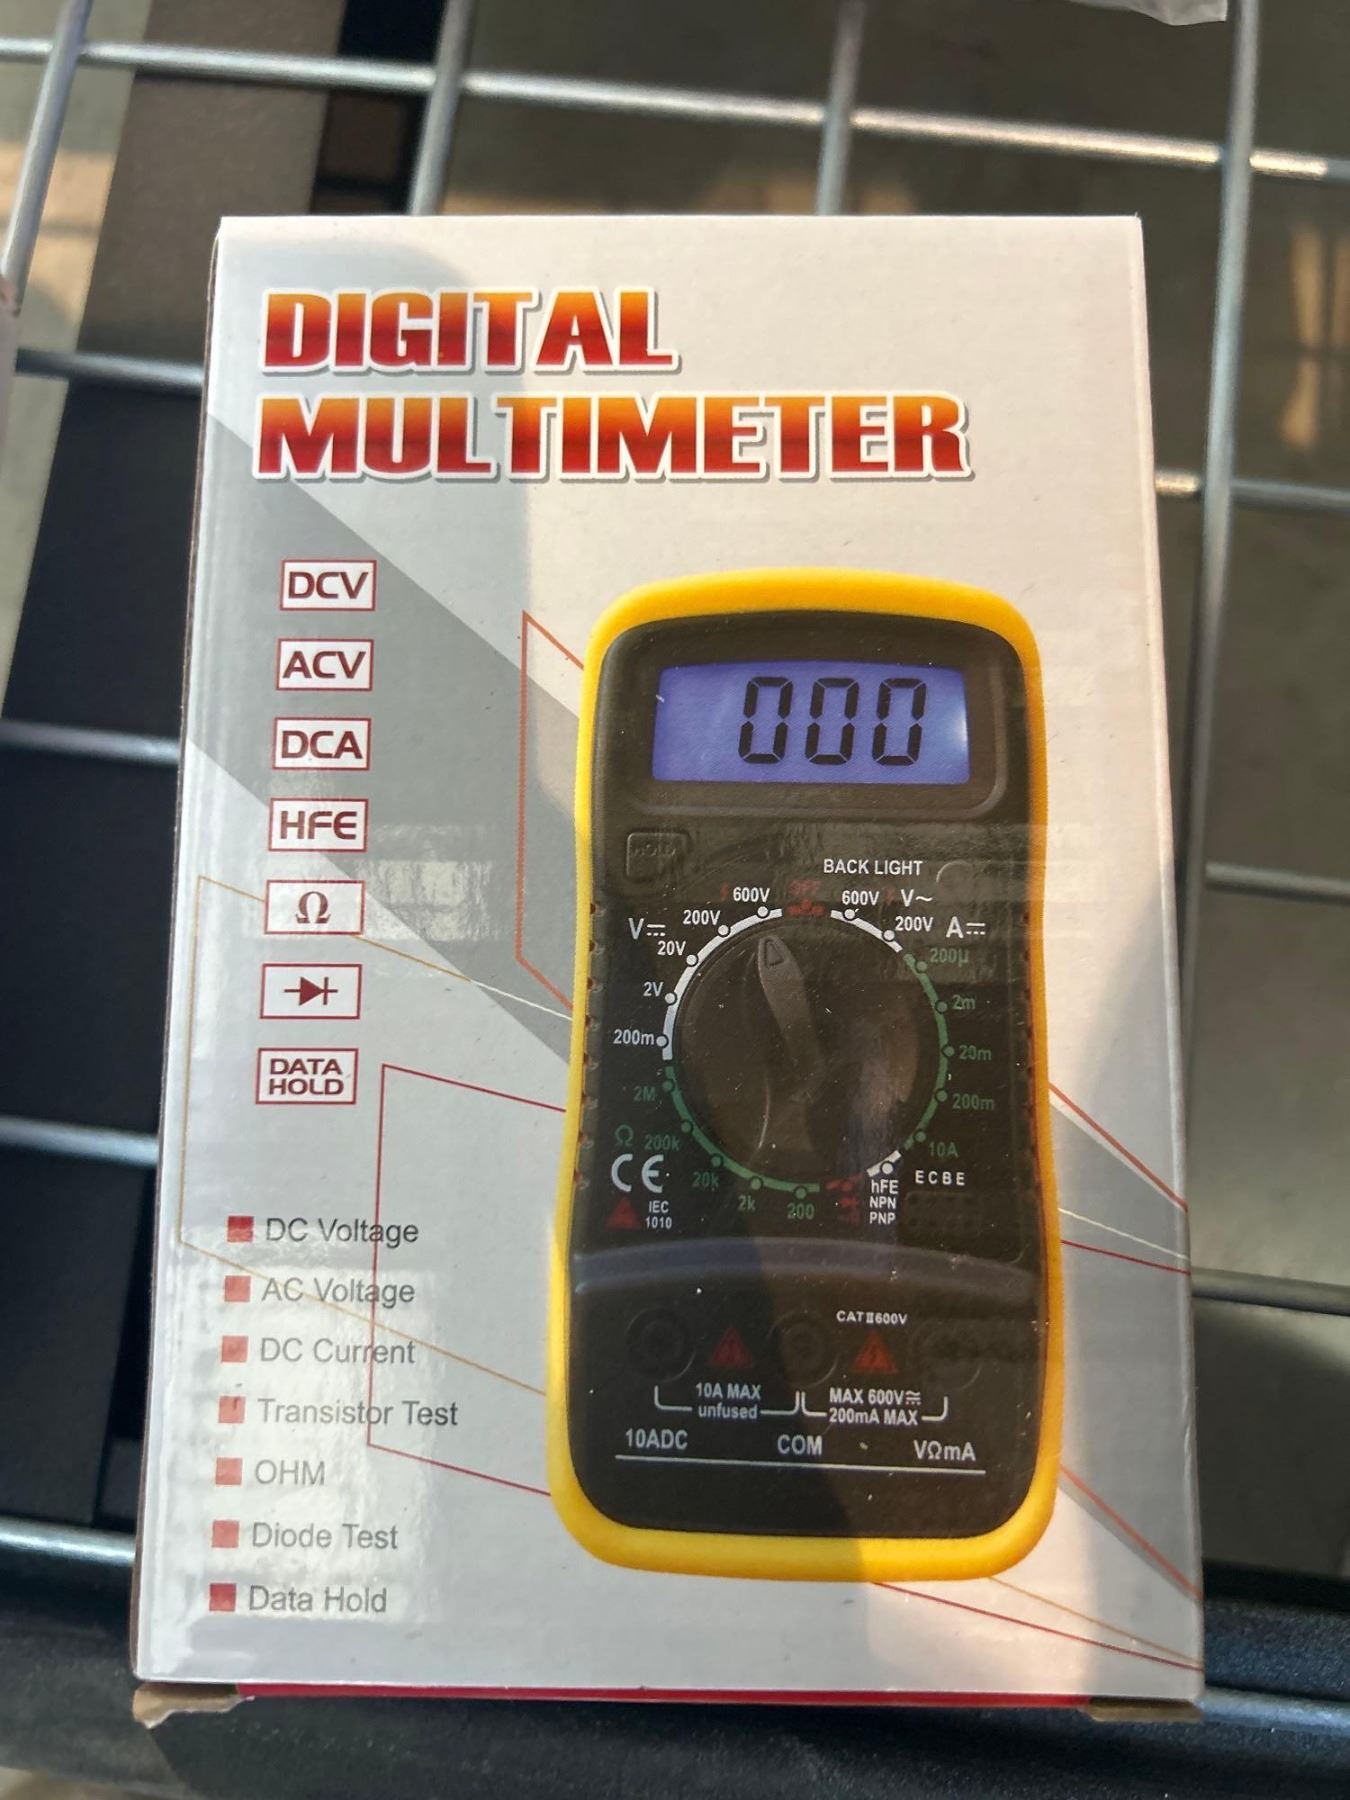 DIGITAL
MULTIMETER
DCV
ACV
DCA
HFE
Ω
DATA
HOLD
DC Voltage
AC Voltage
DC Current
Transistor Test
OHM
Diode Test
Data Hold
000
HOLD
BACK LIGHT
600V OFF 600V V~
V⎓ 200V 200V A⎓
20V 200µ
2V 2m
200m 20m
2M 200m
Ω 200k 10A
20k 2k 200
hFE
NPN
PNP
E C B E
CE
IEC
1010
CAT II 600V
10A MAX
unfused
MAX 600V≂
200mA MAX
10ADC COM VΩmA